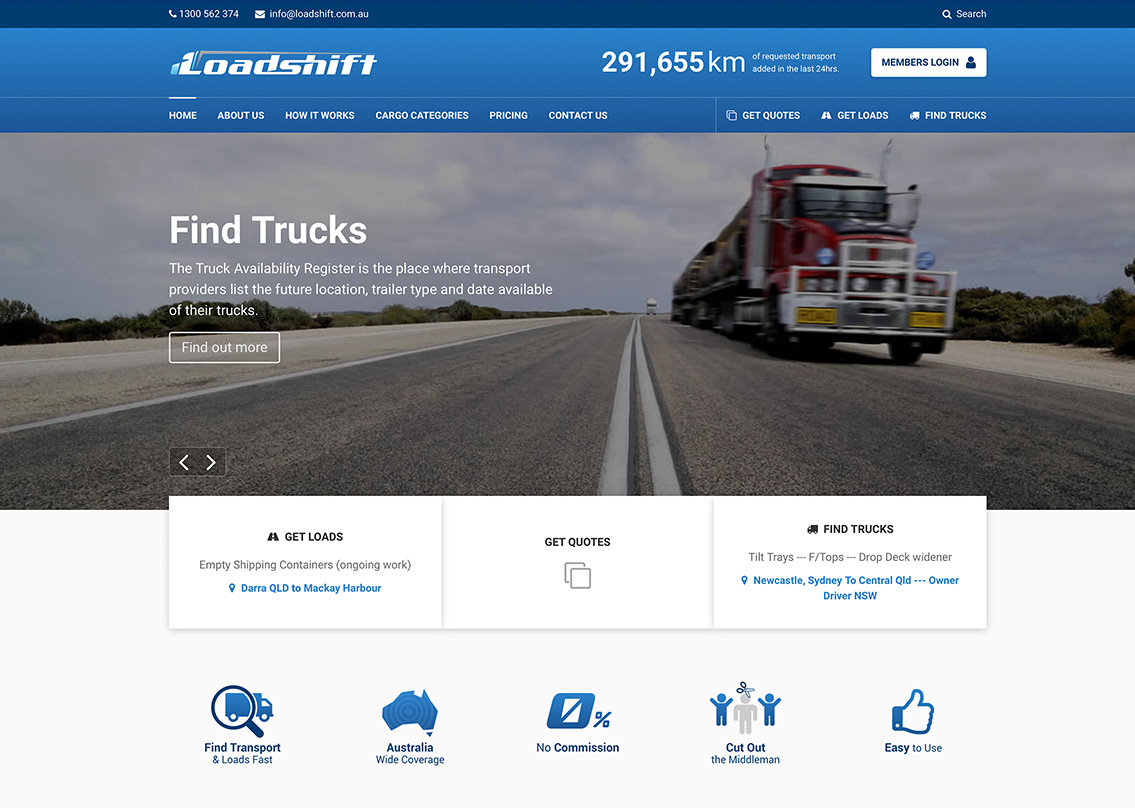 1300 562 374
info@loadshift.com.au
Search
Loadshift
291,655km
of requested transport
added in the last 24hrs.
MEMBERS LOGIN
HOME ABOUT US HOW IT WORKS CARGO CATEGORIES PRICING CONTACT US
GET QUOTES GET LOADS FIND TRUCKS
Find Trucks
The Truck Availability Register is the place where transport
providers list the future location, trailer type and date available
of their trucks.
Find out more
GET LOADS
Empty Shipping Containers (ongoing work)
Darra QLD to Mackay Harbour
GET QUOTES
FIND TRUCKS
Tilt Trays --- F/Tops --- Drop Deck widener
Newcastle, Sydney To Central Qld --- Owner
Driver NSW
Find Transport
& Loads Fast
Australia
Wide Coverage
0%
No Commission
Cut Out
the Middleman
Easy to Use